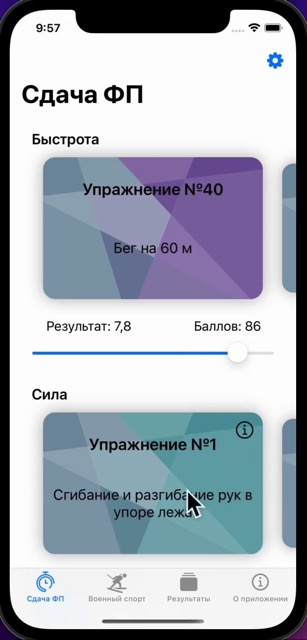 9:57
Сдача ФП
Быстрота
Упражнение №40
Бег на 60 м
Результат: 7,8
Баллов: 86
Сила
Упражнение №1
Сгибание и разгибание рук в
упоре лежа
Сдача ФП
Военный спорт
Результаты
О приложении